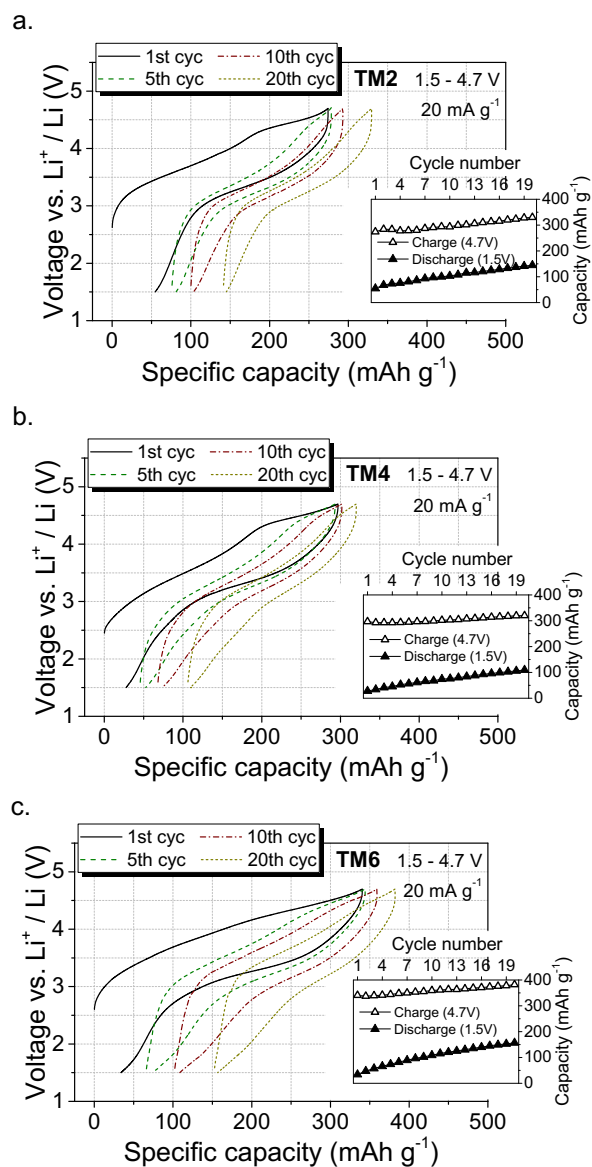 a.
1st cyc 10th cyc
5th cyc 20th cyc
TM2 1.5 - 4.7 V
20 mA g-1
Cycle number
1 4 7 10 13 16 19
400
300
200
100
0
Charge (4.7V)
Discharge (1.5V)
Capacity (mAh g-1)
5
4
3
2
1
Voltage vs. Li+ / Li (V)
0 100 200 300 400 500
Specific capacity (mAh g-1)
b.
1st cyc 10th cyc
5th cyc 20th cyc
TM4 1.5 - 4.7 V
20 mA g-1
Cycle number
1 4 7 10 13 16 19
400
300
200
100
0
Charge (4.7V)
Discharge (1.5V)
Capacity (mAh g-1)
5
4
3
2
1
Voltage vs. Li+ / Li (V)
0 100 200 300 400 500
Specific capacity (mAh g-1)
c.
1st cyc 10th cyc
5th cyc 20th cyc
TM6 1.5 - 4.7 V
20 mA g-1
Cycle number
1 4 7 10 13 16 19
400
300
200
100
0
Charge (4.7V)
Discharge (1.5V)
Capacity (mAh g-1)
5
4
3
2
1
Voltage vs. Li+ / Li (V)
0 100 200 300 400 500
Specific capacity (mAh g-1)